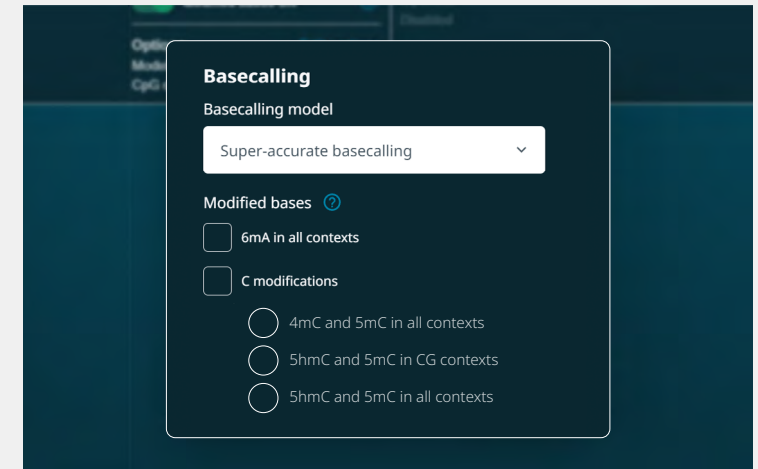 Disabled
Basecalling
Basecalling model
Super-accurate basecalling
Modified bases ?
6mA in all contexts
C modifications
4mC and 5mC in all contexts
5hmC and 5mC in CG contexts
5hmC and 5mC in all contexts